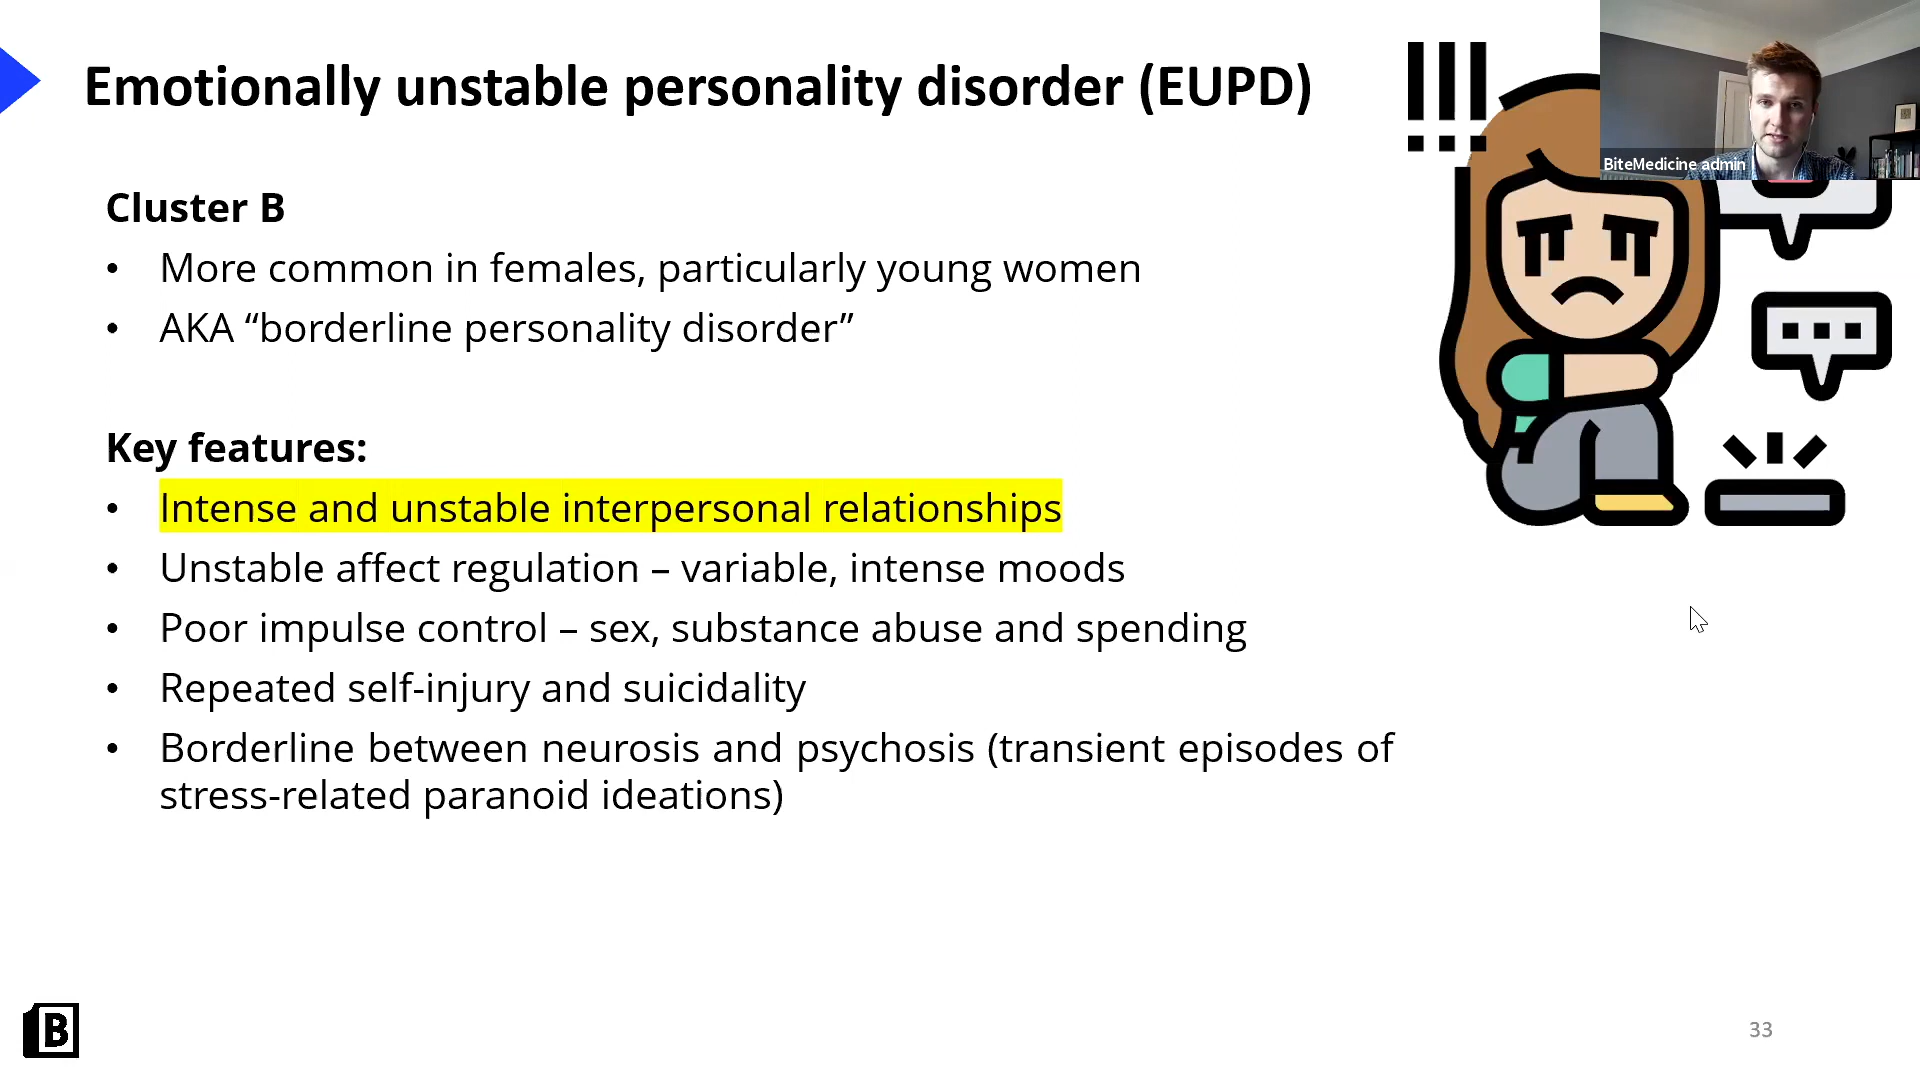 Emotionally unstable personality disorder (EUPD)
!!!
BiteMedicine admin
Cluster B
• More common in females, particularly young women
• AKA “borderline personality disorder”
Key features:
• Intense and unstable interpersonal relationships
• Unstable affect regulation – variable, intense moods
• Poor impulse control – sex, substance abuse and spending
• Repeated self-injury and suicidality
• Borderline between neurosis and psychosis (transient episodes of
stress-related paranoid ideations)
B
33